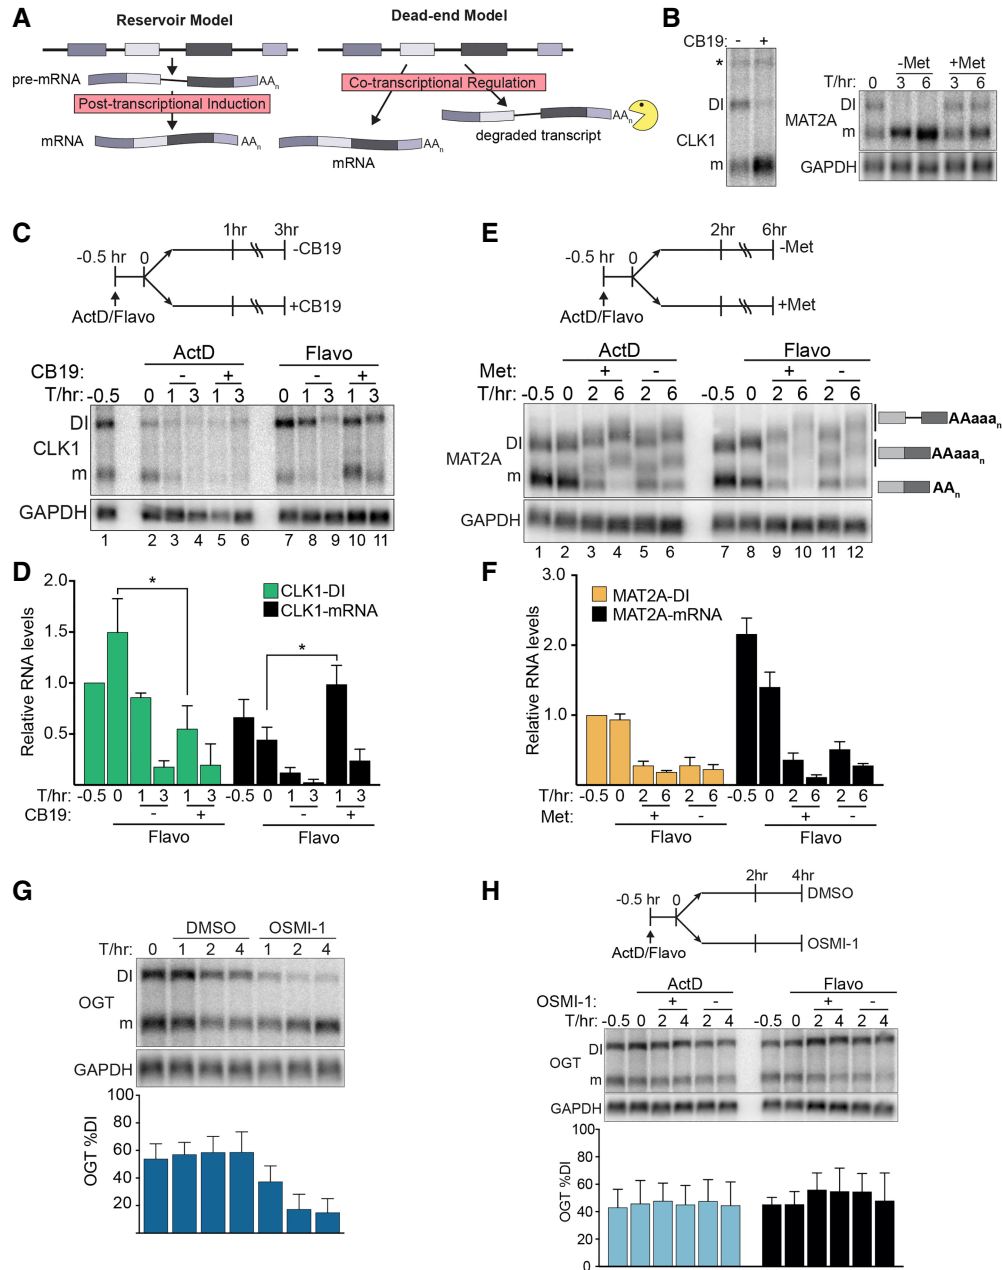 A
Reservoir Model
Dead-end Model
pre-mRNA
AAn
Post-transcriptional Induction
mRNA
AAn
Co-transcriptional Regulation
AAn
degraded transcript
AAn
mRNA
B
CB19: - +
*
DI
CLK1
m
-Met +Met
T/hr: 0 3 6 3 6
DI
MAT2A
m
GAPDH
C
-0.5 hr 0 1hr 3hr
-CB19
+CB19
ActD/Flavo
ActD Flavo
CB19: - + - +
T/hr: -0.5 0 1 3 1 3 0 1 3 1 3
DI
CLK1
m
GAPDH
1 2 3 4 5 6 7 8 9 10 11
E
-0.5 hr 0 2hr 6hr
-Met
+Met
ActD/Flavo
ActD Flavo
Met: + - + -
T/hr: -0.5 0 2 6 2 6 -0.5 0 2 6 2 6
DI
MAT2A
m
AAaaan
AAaaan
AAn
GAPDH
1 2 3 4 5 6 7 8 9 10 11 12
D
Relative RNA levels
2.0
1.5
1.0
0.5
*
*
CLK1-DI
CLK1-mRNA
T/hr: -0.5 0 1 3 1 3 -0.5 0 1 3 1 3
CB19: - + - +
Flavo Flavo
F
Relative RNA levels
3.0
2.0
1.0
MAT2A-DI
MAT2A-mRNA
T/hr: -0.5 0 2 6 2 6 -0.5 0 2 6 2 6
Met: + - + -
Flavo Flavo
G
DMSO OSMI-1
T/hr: 0 1 2 4 1 2 4
DI
OGT
m
GAPDH
OGT %DI
100
80
60
40
20
H
-0.5 hr 0 2hr 4hr
DMSO
OSMI-1
ActD/Flavo
ActD Flavo
OSMI-1: + - + -
T/hr: -0.5 0 2 4 2 4 -0.5 0 2 4 2 4
DI
OGT
m
GAPDH
OGT %DI
100
80
60
40
20
0